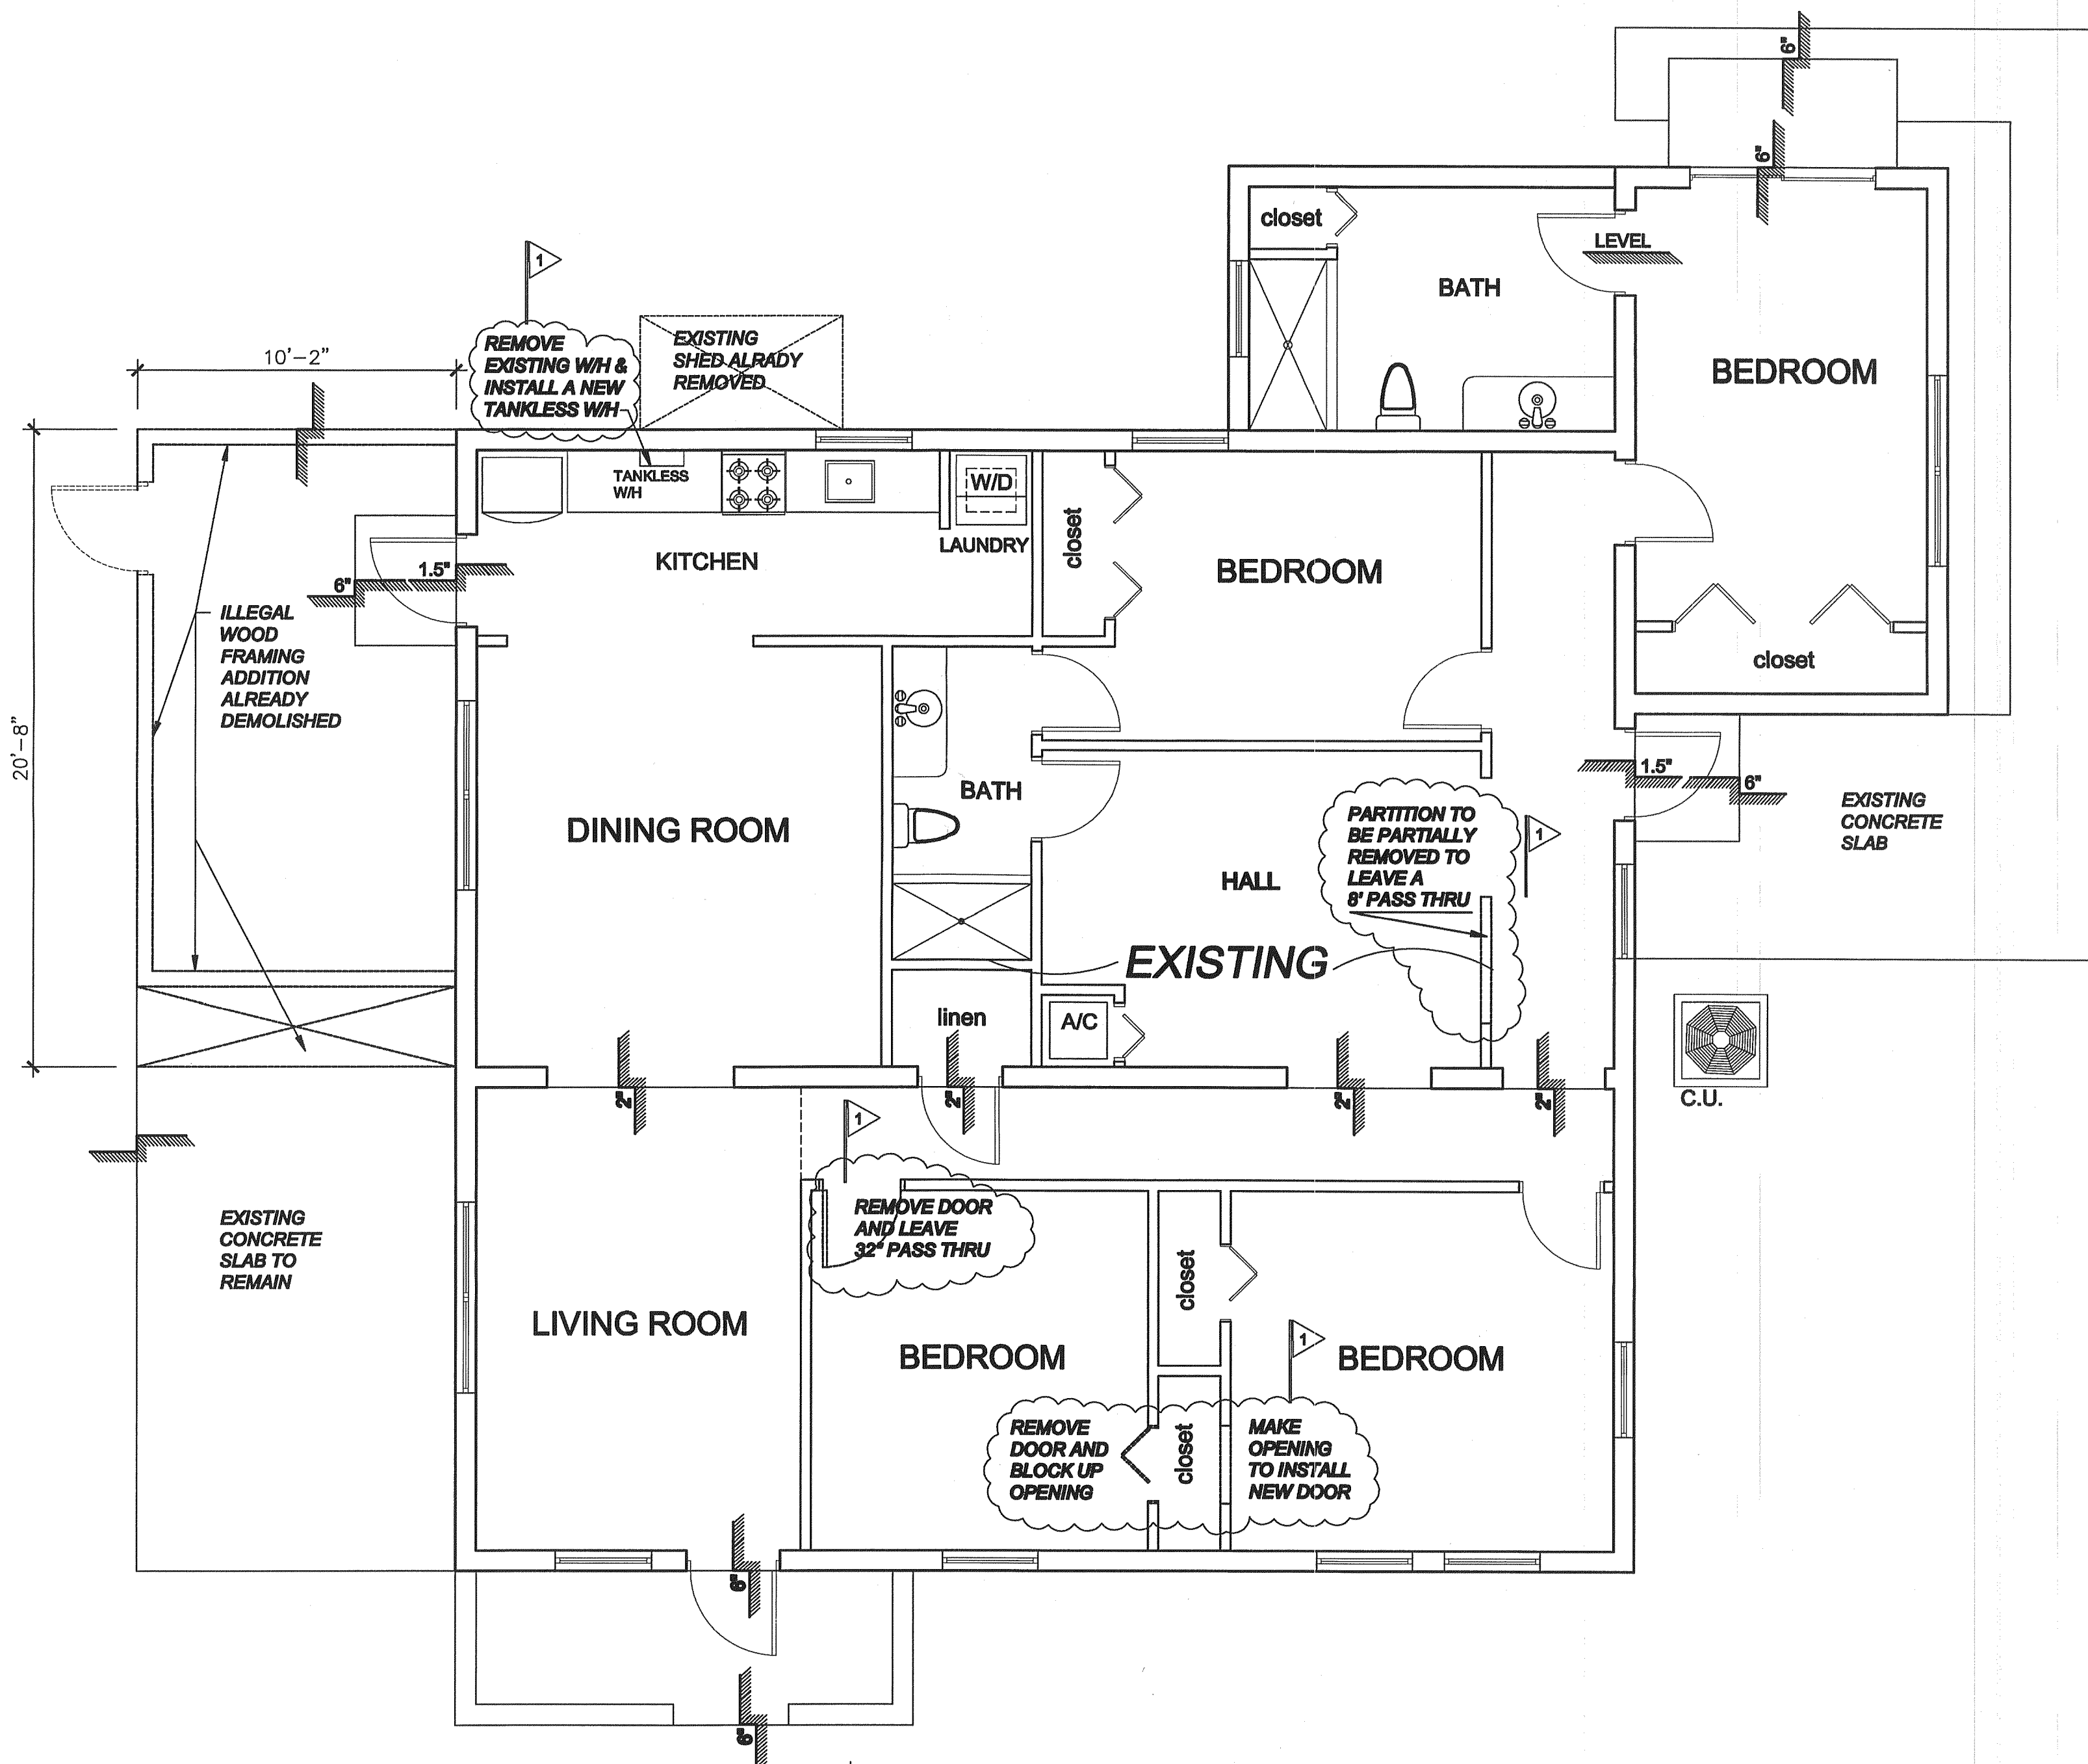 6"
6"
closet
LEVEL
BATH
BEDROOM
1
REMOVE
EXISTING W/H &
INSTALL A NEW
TANKLESS W/H
EXISTING
SHED ALRADY
REMOVED
10'-2"
20'-8"
TANKLESS
W/H
W/D
LAUNDRY
KITCHEN
closet
BEDROOM
closet
6"
1.5"
ILLEGAL
WOOD
FRAMING
ADDITION
ALREADY
DEMOLISHED
DINING ROOM
BATH
HALL
PARTITION TO
BE PARTIALLY
REMOVED TO
LEAVE A
8' PASS THRU
1
1.5"
6"
EXISTING
CONCRETE
SLAB
EXISTING
linen
A/C
C.U.
2"
2"
2"
2"
1
REMOVE DOOR
AND LEAVE
32" PASS THRU
EXISTING
CONCRETE
SLAB TO
REMAIN
LIVING ROOM
BEDROOM
closet
1
BEDROOM
REMOVE
DOOR AND
BLOCK UP
OPENING
closet
MAKE
OPENING
TO INSTALL
NEW DOOR
6"
6"